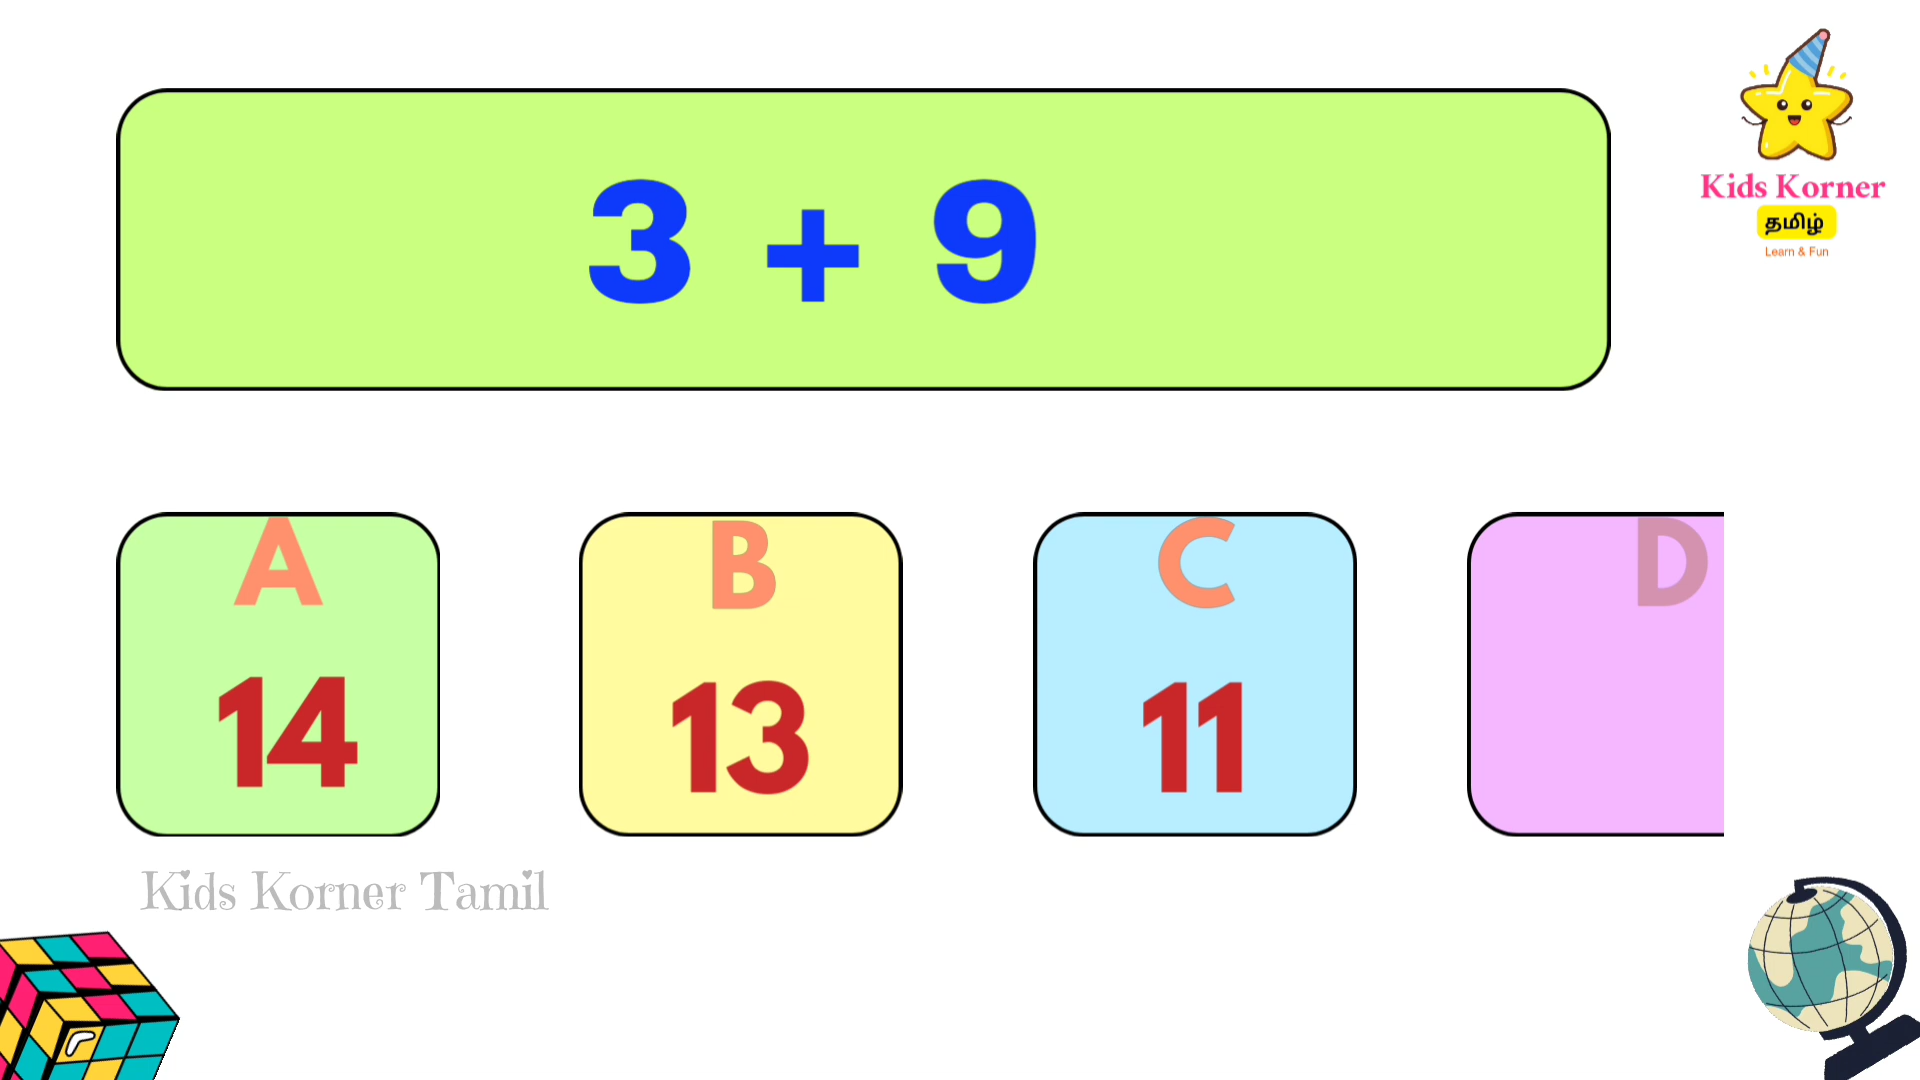 3 + 9
Kids Korner
தமிழ்
Learn & Fun
A
B
C
D
14
13
11
Kids Korner Tamil